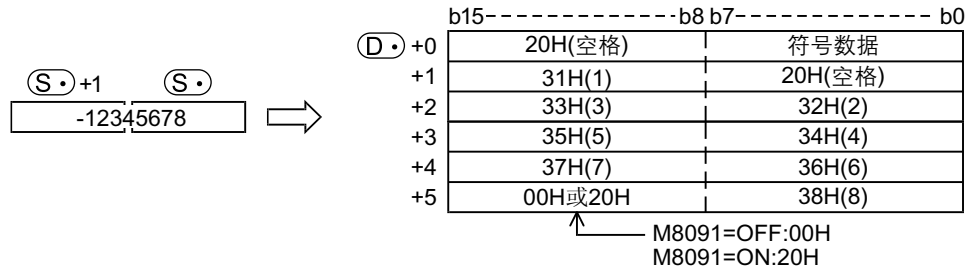 b15 b8 b7 b0
D· +0 20H(空格) 符号数据
S· +1 S· +1 31H(1) 20H(空格)
-12345678 +2 33H(3) 32H(2)
+3 35H(5) 34H(4)
+4 37H(7) 36H(6)
+5 00H或20H 38H(8)
M8091=OFF:00H
M8091=ON:20H